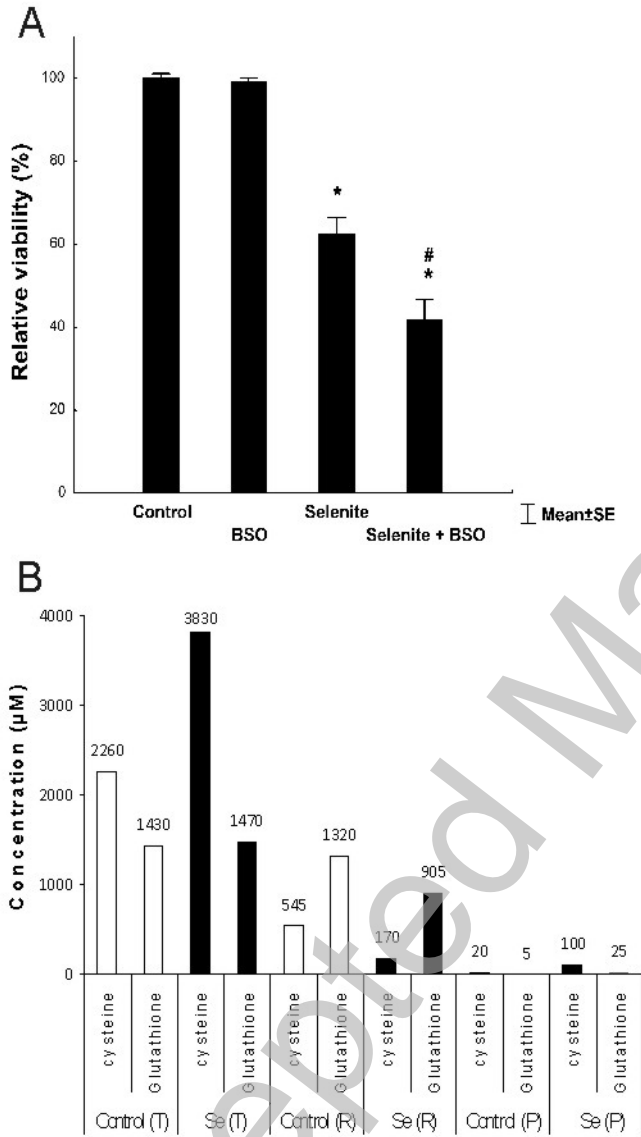 A
Relative viability (%)
100
80
60
40
20
0
*
#
*
Control
BSO
Selenite
Selenite + BSO
Mean±SE
B
Concentration (µM)
4000
3000
2000
1000
0
2260
1430
3830
1470
545
1320
170
905
20
5
100
25
cysteine
Glutathione
cysteine
Glutathione
cysteine
Glutathione
cysteine
Glutathione
cysteine
Glutathione
cysteine
Glutathione
Control (T)
Se (T)
Control (R)
Se (R)
Control (P)
Se (P)
epted Ma